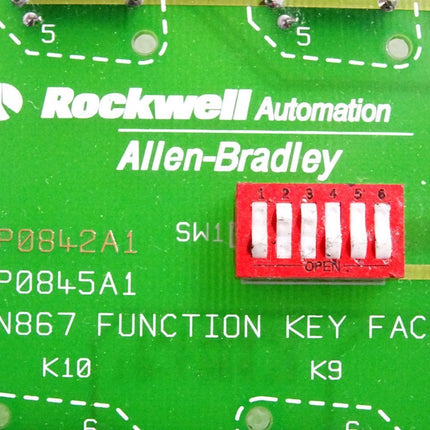 5
5
Rockwell Automation
Allen-Bradley
1 2 3 4 5 6
SW1
OPEN
P0842A1
P0845A1
N867 FUNCTION KEY FAC
K10
K9
6